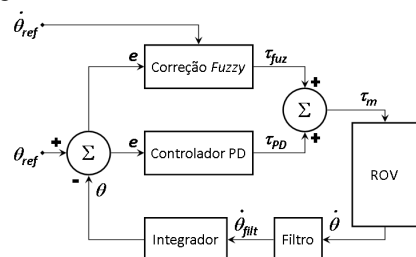 θ̇ref
e
Correção Fuzzy
τfuz
+
Σ
τm
+
θref
+
Σ
-
e
Controlador PD
τPD
ROV
θ
Integrador
θ̇filt
Filtro
θ̇